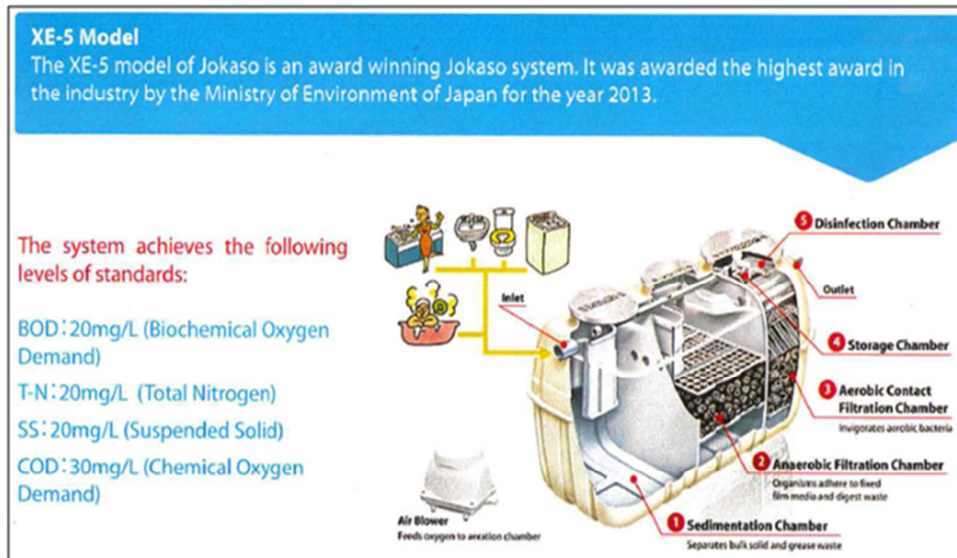 XE-5 Model
The XE-5 model of Jokaso is an award winning Jokaso system. It was awarded the highest award in
the industry by the Ministry of Environment of Japan for the year 2013.
The system achieves the following
levels of standards:
BOD:20mg/L (Biochemical Oxygen
Demand)
T-N:20mg/L (Total Nitrogen)
SS:20mg/L (Suspended Solid)
COD:30mg/L (Chemical Oxygen
Demand)
Inlet
5 Disinfection Chamber
Outlet
4 Storage Chamber
3 Aerobic Contact
Filtration Chamber
Invigorates aerobic bacteria
2 Anaerobic Filtration Chamber
Organisms adhere to fixed
film media and digest waste
1 Sedimentation Chamber
Separates bulk solid and grease waste
Air Blower
Feeds oxygen to aeration chamber